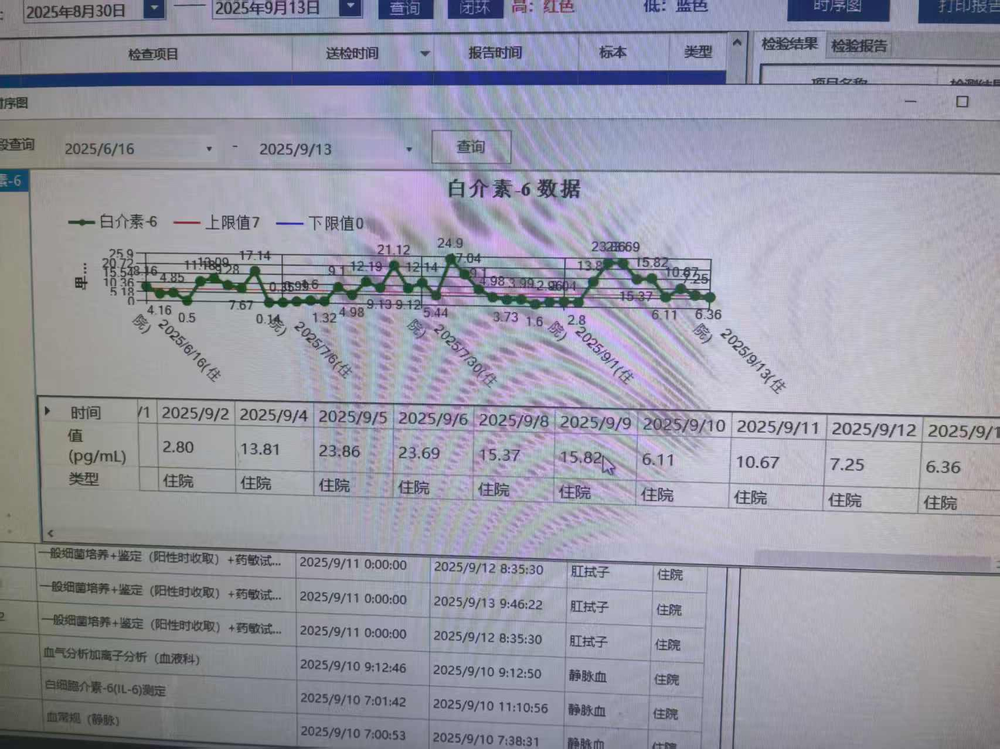 2025年8月30日 2025年9月13日 查询 闭环 高：红色 低：蓝色 时序图 打印报告
检查项目 送检时间 报告时间 标本 类型 检验结果 检验报告
项目名称
时序图
段查询 2025/6/16 - 2025/9/13 查询
素-6
白介素-6 数据
白介素-6 上限值7 下限值0
24.9
21.12
17.14
15.82
25.9
20.72
15.54
10.36
5.18
0
4.85
9.1
12.19
12.14
7.04
9.1
4.98
3.99
13.8
10.67
7.25
15.37
7.67
9.13
9.12
4.16
0.5
0.14
1.32
4.98
5.44
3.73
1.6
2.8
6.11
6.36
2025/6/16(住院)
2025/7/6(住院)
2025/7/30(住院)
2025/9/1(住院)
2025/9/13(住院)
时间 /1 2025/9/2 2025/9/4 2025/9/5 2025/9/6 2025/9/8 2025/9/9 2025/9/10 2025/9/11 2025/9/12 2025/9/1
值
(pg/mL) 2.80 13.81 23.86 23.69 15.37 15.82 6.11 10.67 7.25 6.36
类型 住院 住院 住院 住院 住院 住院 住院 住院 住院 住院
一般细菌培养+鉴定（阳性时收取）+药敏试... 2025/9/11 0:00:00 2025/9/12 8:35:30 肛拭子 住院
一般细菌培养+鉴定（阳性时收取）+药敏试... 2025/9/11 0:00:00 2025/9/13 9:46:22 肛拭子 住院
2 一般细菌培养+鉴定（阳性时收取）+药敏试... 2025/9/11 0:00:00 2025/9/12 8:35:30 肛拭子 住院
血气分析加离子分析（血液科） 2025/9/10 9:12:46 2025/9/10 9:12:50 静脉血 住院
白细胞介素-6(IL-6)测定 2025/9/10 7:01:42 2025/9/10 11:10:56 静脉血 住院
血常规（静脉） 2025/9/10 7:00:53 2025/9/10 7:38:31 静脉血 住院